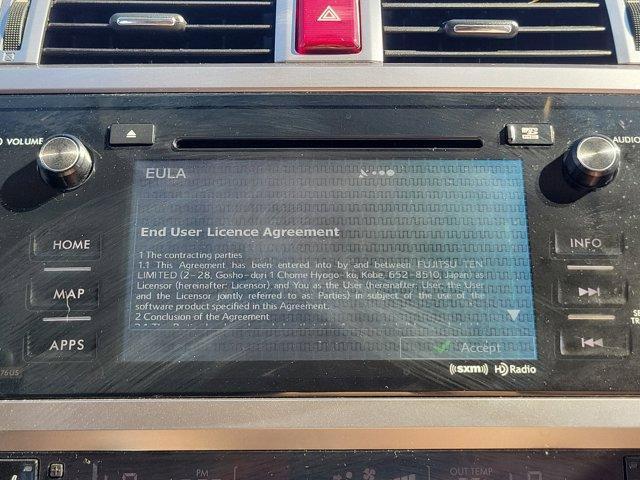 VOLUME
AUDIO
EULA
End User Licence Agreement
1 The contracting parties
1.1 This Agreement has been entered into by and between FUJITSU TEN
LIMITED (2-28, Gosho-dori 1 Chome Hyogo-ku, Kobe, 652-8510, Japan) as
Licensor (hereinafter: Licensor) and You as the User (hereinafter: User; the User
and the Licensor jointly referred to as: Parties) in subject of the use of the
software product specified in this Agreement.
2 Conclusion of the Agreement
Accept
HOME
MAP
APPS
INFO
((sxm))
HD Radio
PM
OUT TEMP